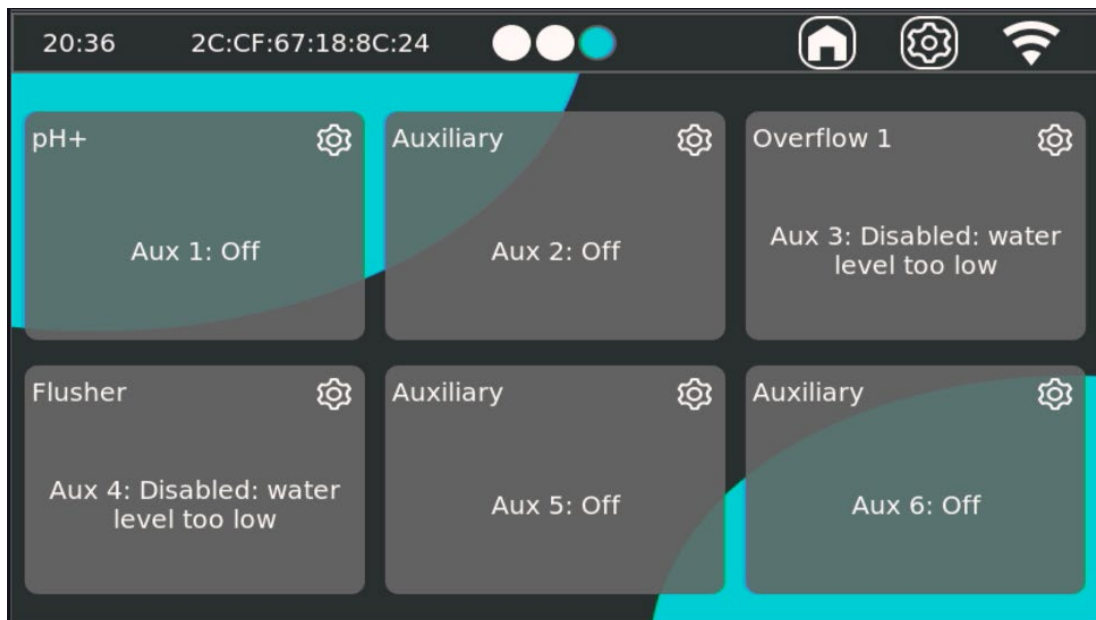 20:36 2C:CF:67:18:8C:24
pH+
Aux 1: Off
Auxiliary
Aux 2: Off
Overflow 1
Aux 3: Disabled: water
level too low
Flusher
Aux 4: Disabled: water
level too low
Auxiliary
Aux 5: Off
Auxiliary
Aux 6: Off